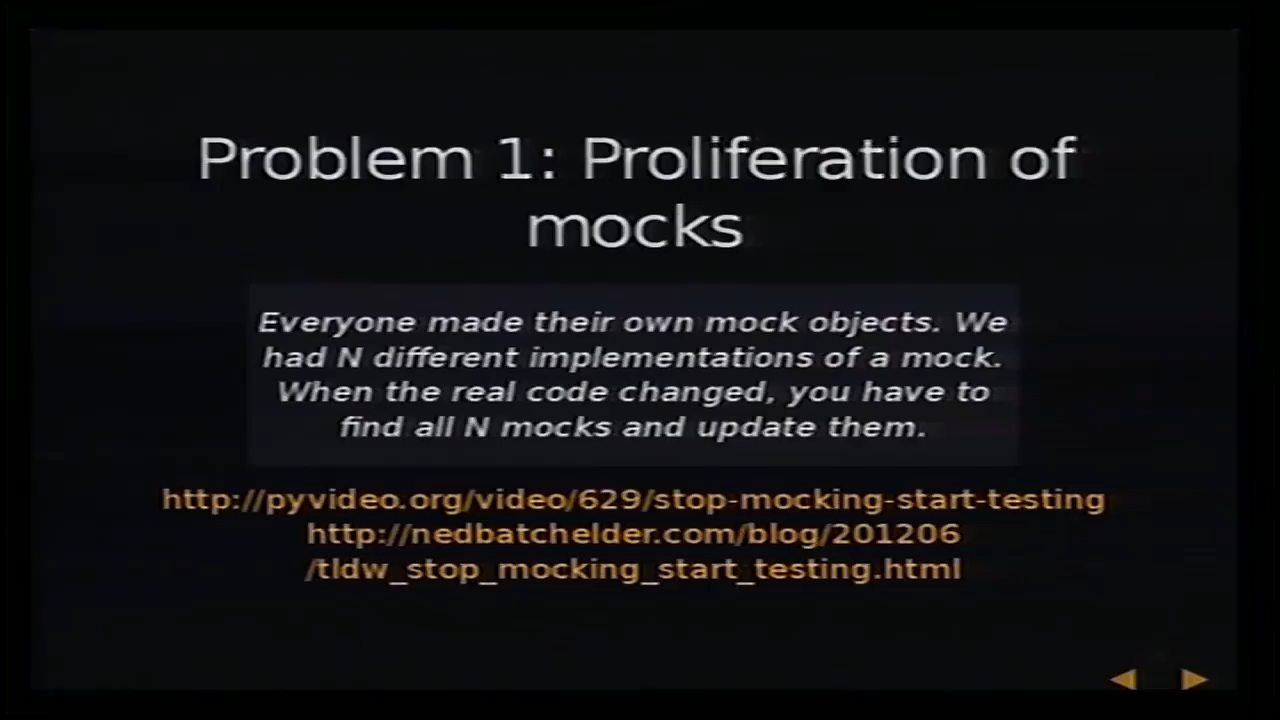 Problem 1: Proliferation of
mocks
Everyone made their own mock objects. We
had N different implementations of a mock.
When the real code changed, you have to
find all N mocks and update them.
http://pyvideo.org/video/629/stop-mocking-start-testing
http://nedbatchelder.com/blog/201206
/tldw_stop_mocking_start_testing.html